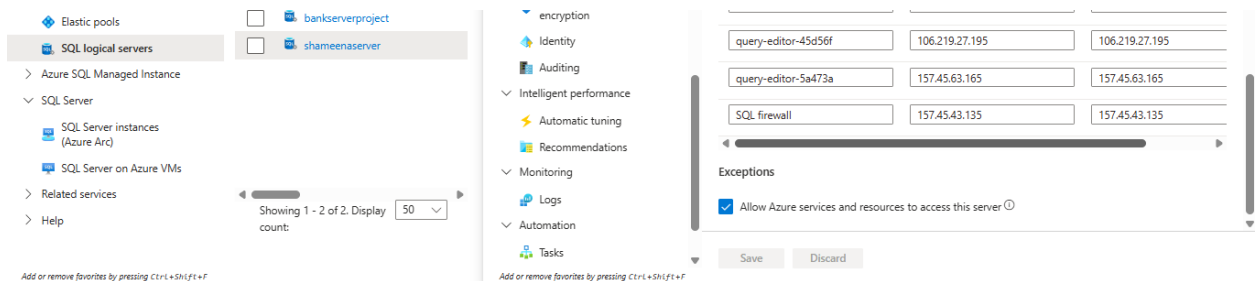 Elastic pools
SQL logical servers
Azure SQL Managed Instance
SQL Server
SQL Server instances
(Azure Arc)
SQL Server on Azure VMs
Related services
Help
Add or remove favorites by pressing Ctrl+Shift+F
bankserverproject
shameenaserver
Showing 1 - 2 of 2. Display
count:
50
encryption
Identity
Auditing
Intelligent performance
Automatic tuning
Recommendations
Monitoring
Logs
Automation
Tasks
Add or remove favorites by pressing Ctrl+Shift+F
query-editor-45d56f 106.219.27.195 106.219.27.195
query-editor-5a473a 157.45.63.165 157.45.63.165
SQL firewall 157.45.43.135 157.45.43.135
Exceptions
Allow Azure services and resources to access this server
Save Discard